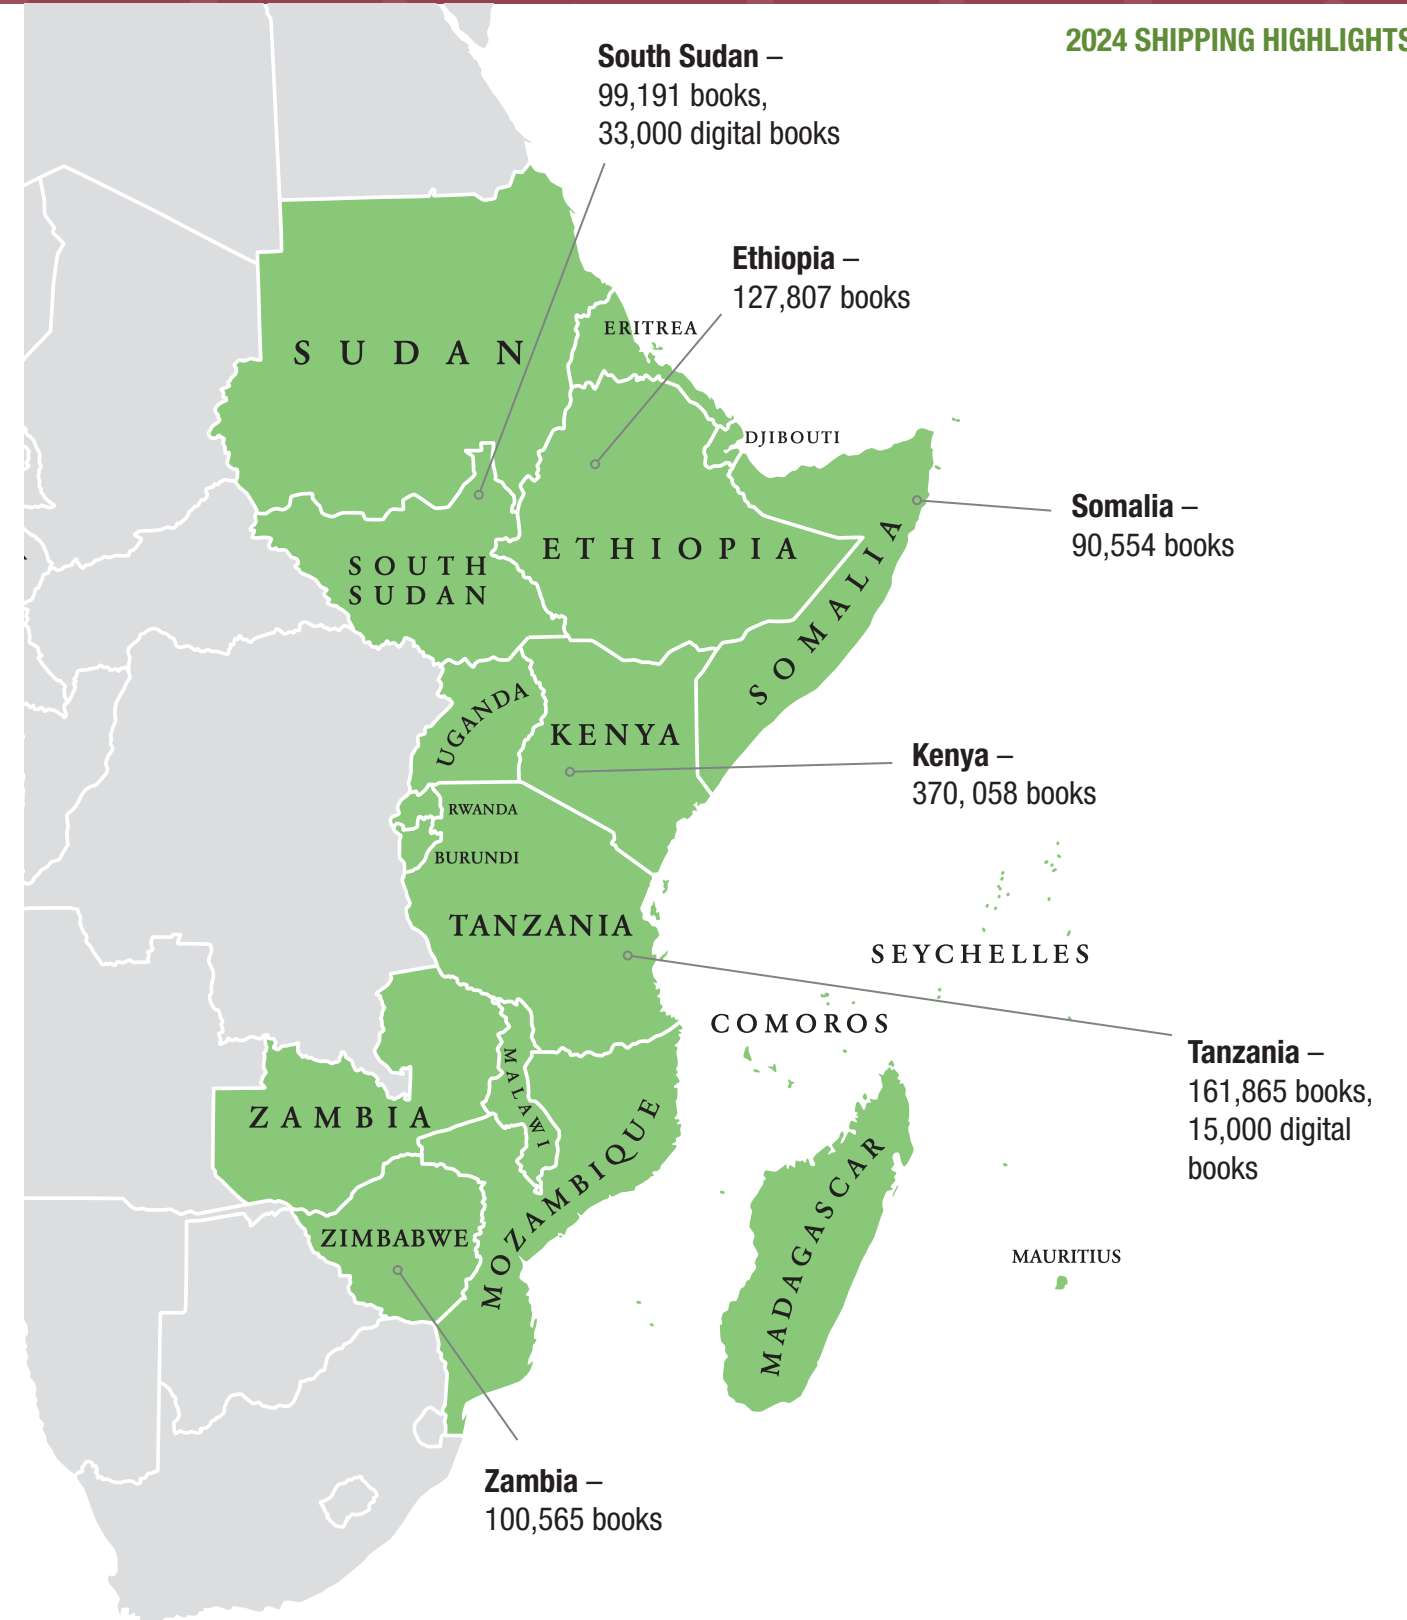 2024 SHIPPING HIGHLIGHTS
South Sudan –
99,191 books,
33,000 digital books
Ethiopia –
127,807 books
ERITREA
SUDAN
DJIBOUTI
Somalia –
90,554 books
ETHIOPIA
SOUTH
SUDAN
SOMALIA
UGANDA
KENYA
Kenya –
370, 058 books
RWANDA
BURUNDI
TANZANIA
SEYCHELLES
COMOROS
Tanzania –
161,865 books,
15,000 digital
books
MALAWI
ZAMBIA
MOZAMBIQUE
MADAGASCAR
ZIMBABWE
MAURITIUS
Zambia –
100,565 books